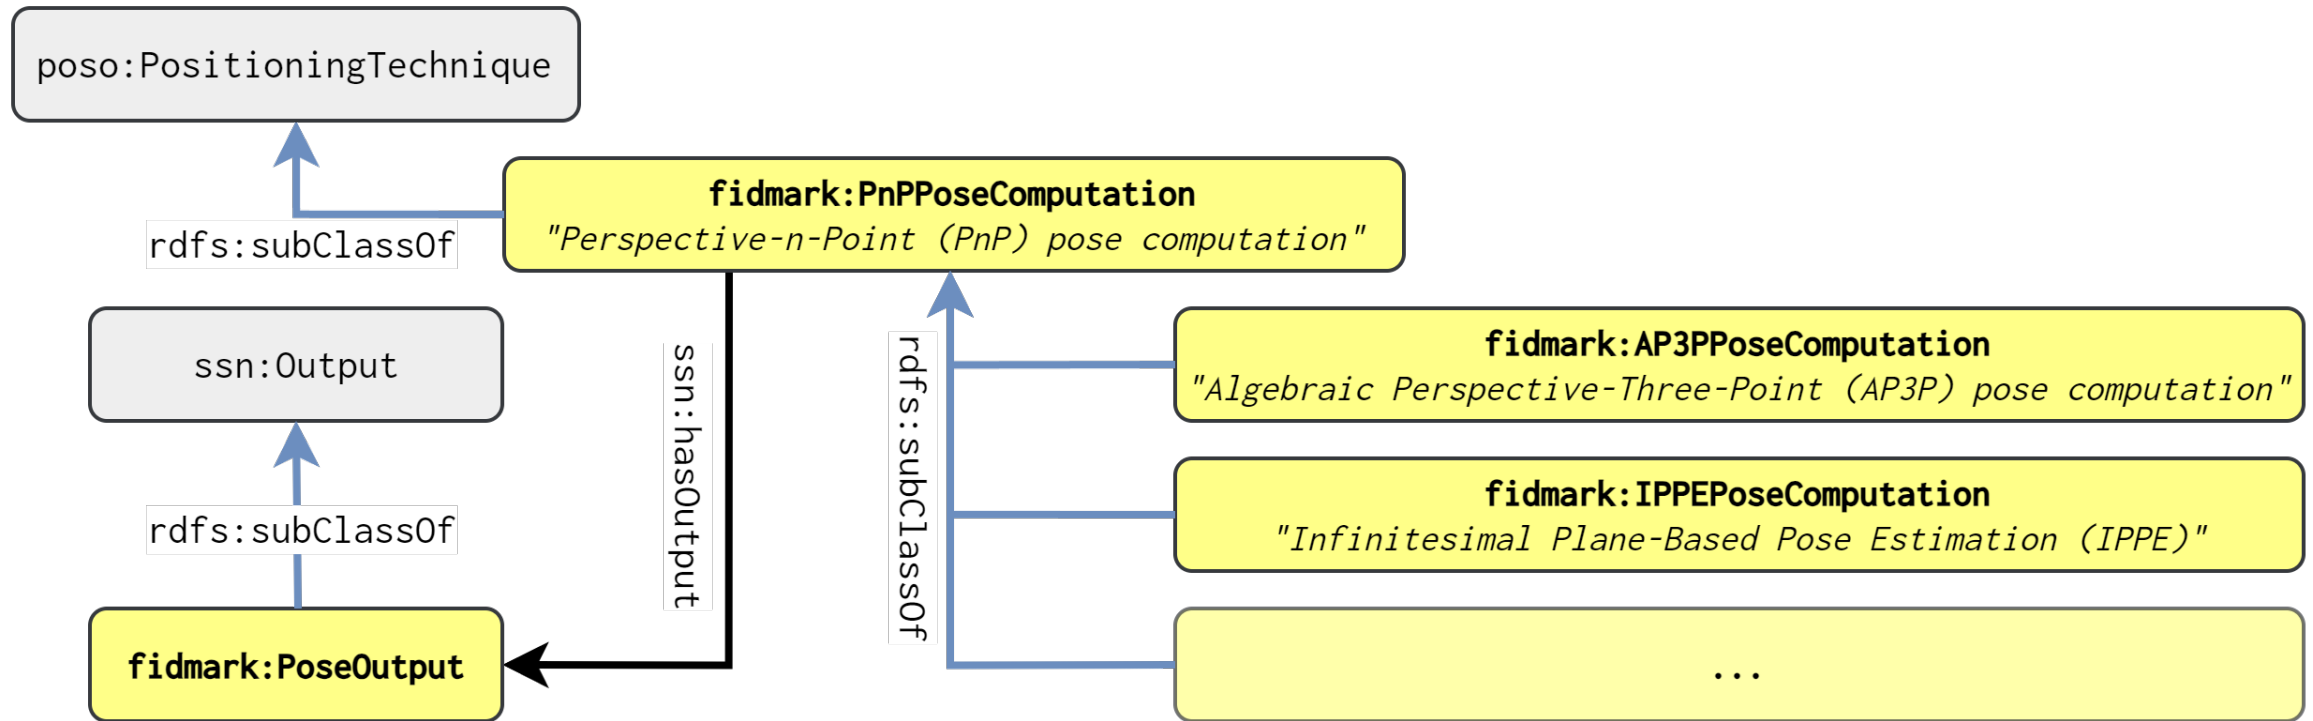 poso:PositioningTechnique
fidmark:PnPPoseComputation
"Perspective-n-Point (PnP) pose computation"
rdfs:subClassOf
ssn:Output
ssn:hasOutput
rdfs:subClassOf
fidmark:AP3PPoseComputation
"Algebraic Perspective-Three-Point (AP3P) pose computation"
fidmark:IPPEPoseComputation
"Infinitesimal Plane-Based Pose Estimation (IPPE)"
rdfs:subClassOf
fidmark:PoseOutput
...